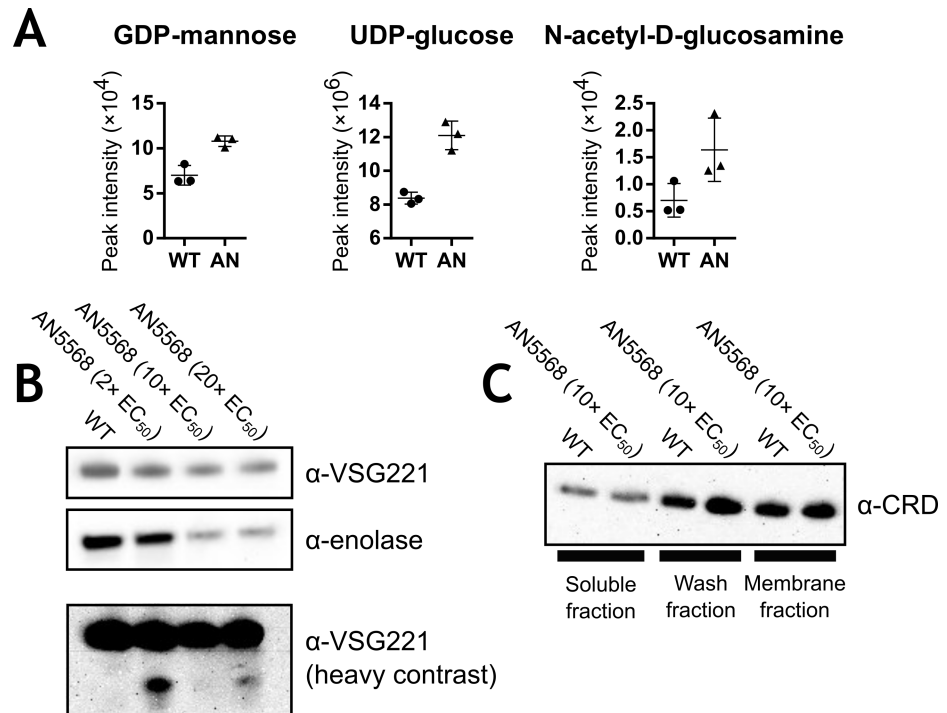 A
GDP-mannose
Peak intensity (×10⁴)
15
10
5
0
WT AN
UDP-glucose
Peak intensity (×10⁶)
14
12
10
8
6
WT AN
N-acetyl-D-glucosamine
Peak intensity (×10⁴)
2.5
2.0
1.5
1.0
0.5
0.0
WT AN
B
WT
AN5568 (2× EC₅₀)
AN5568 (10× EC₅₀)
AN5568 (20× EC₅₀)
α-VSG221
α-enolase
α-VSG221
(heavy contrast)
C
WT
AN5568 (10× EC₅₀)
WT
AN5568 (10× EC₅₀)
WT
AN5568 (10× EC₅₀)
α-CRD
Soluble
fraction
Wash
fraction
Membrane
fraction